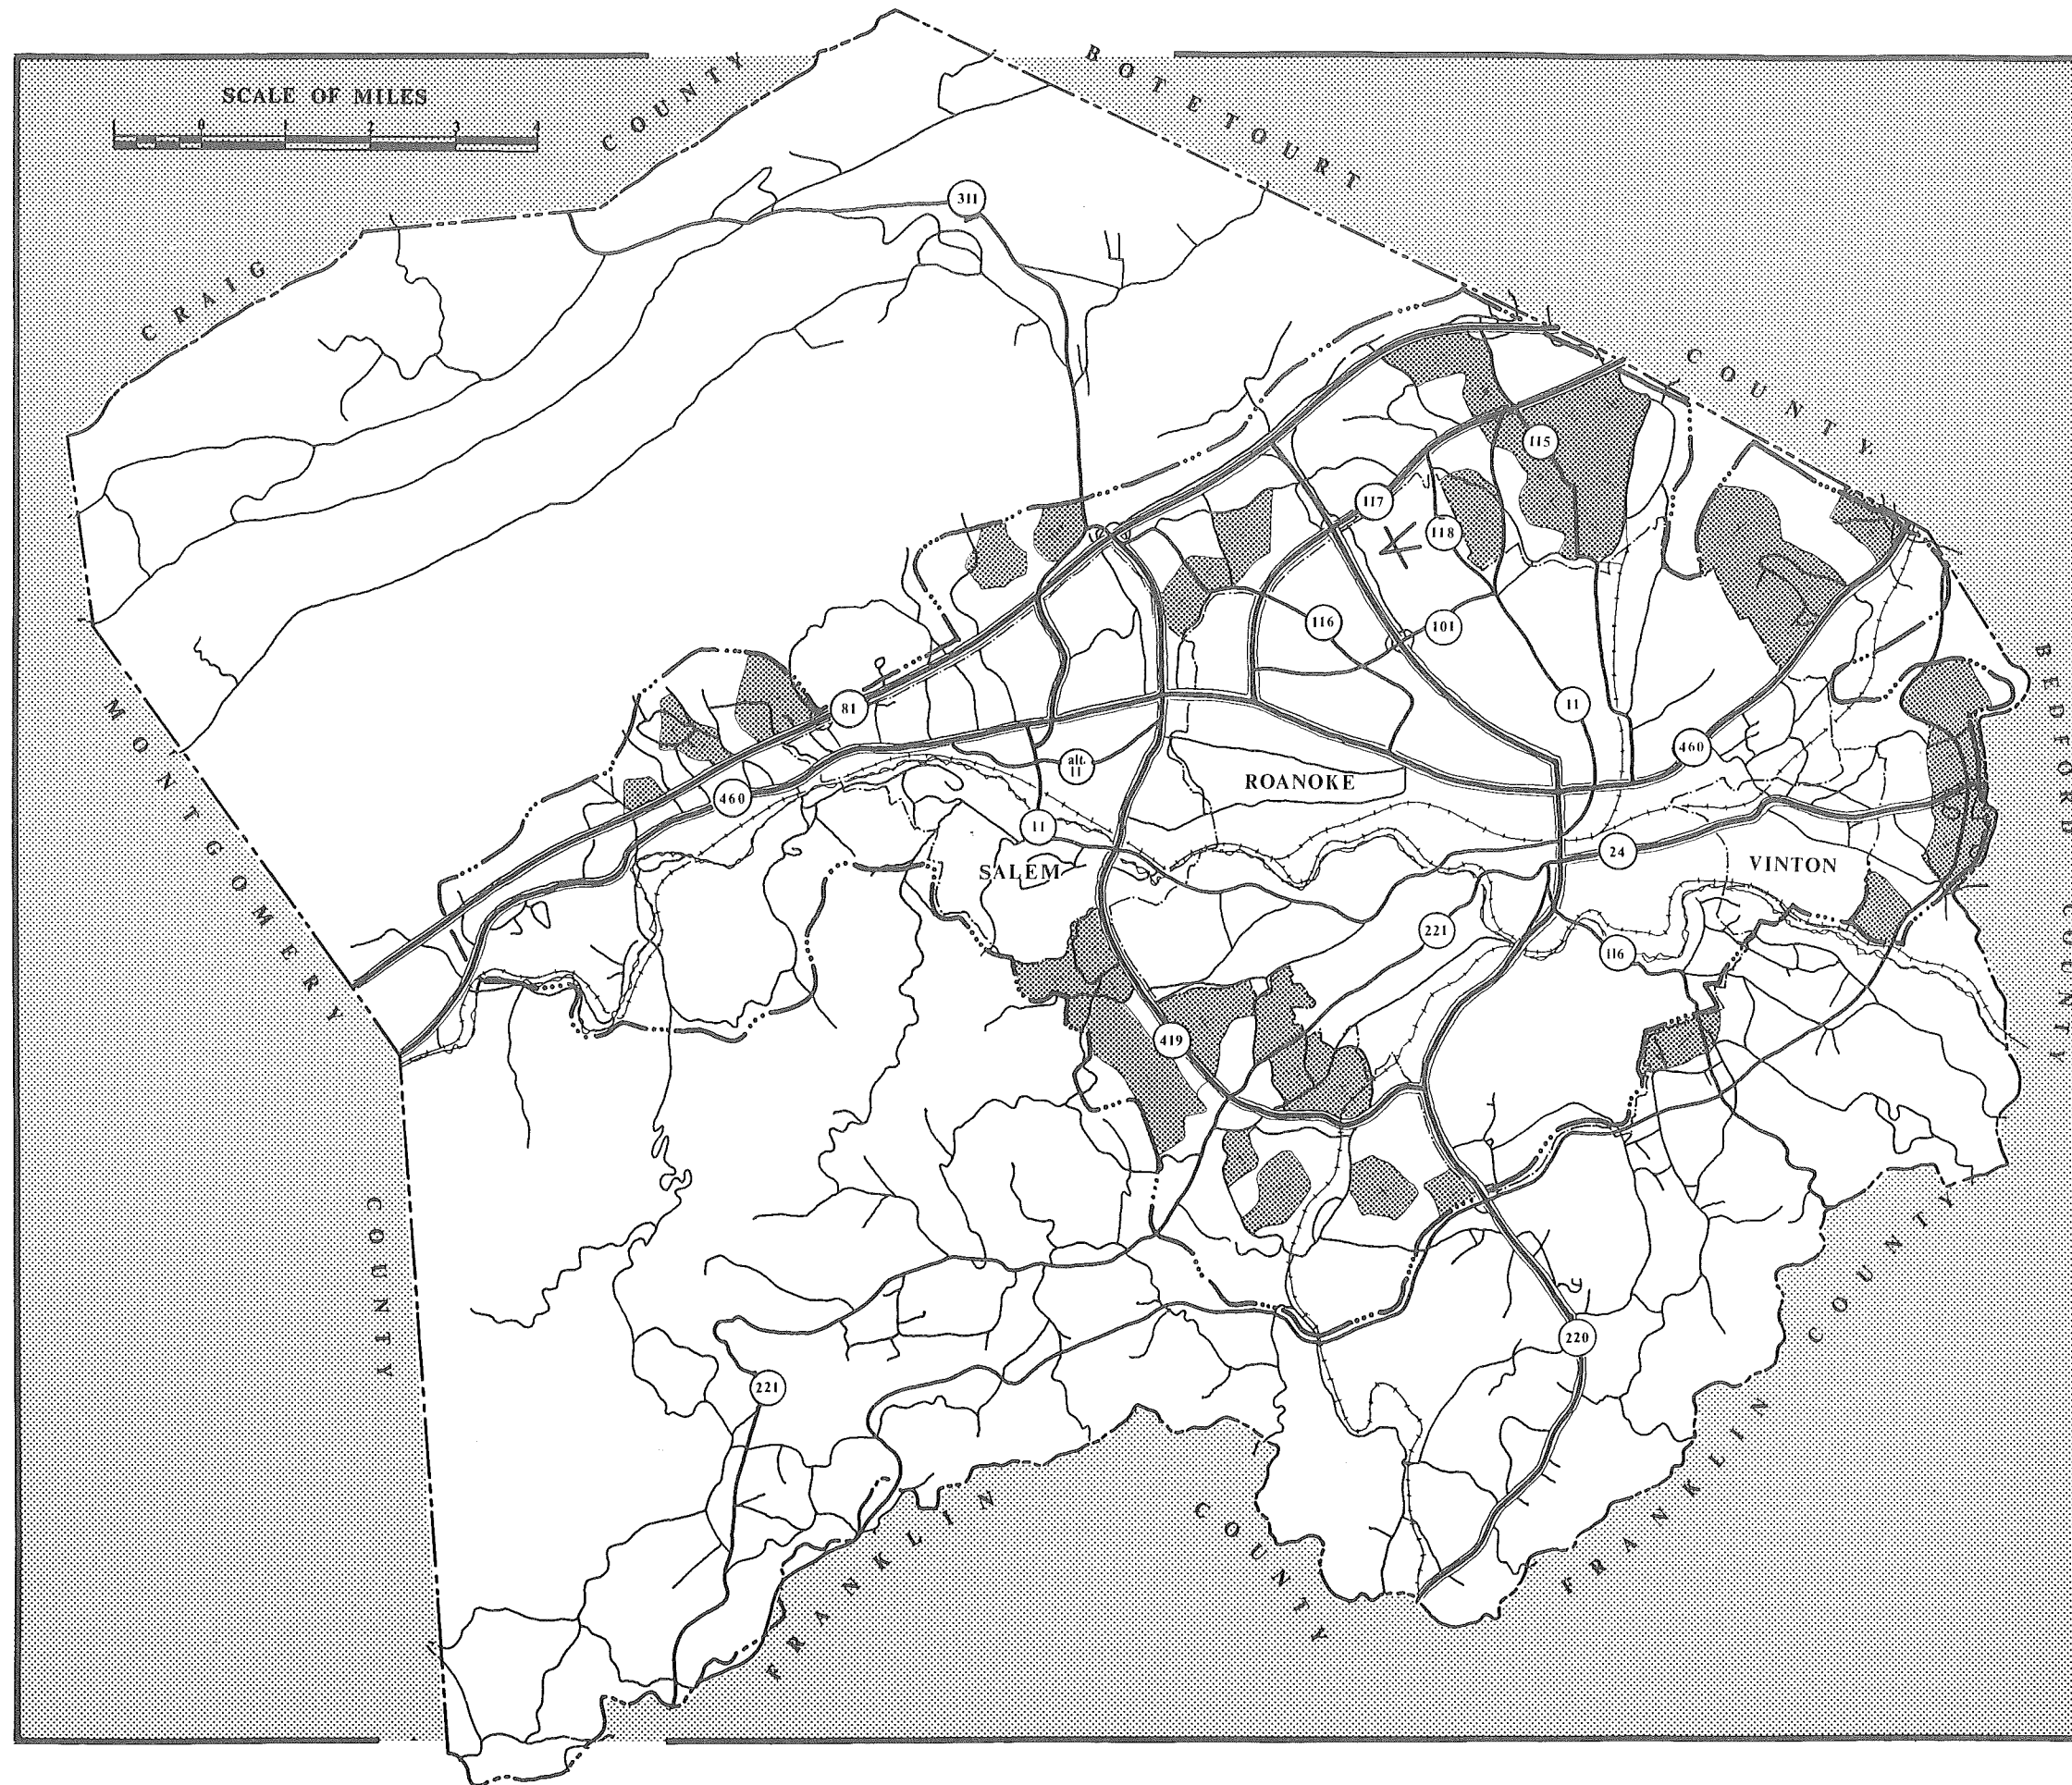 SCALE OF MILES
1 0 1 2 3 4
CRAIG COUNTY
BOTETOURT COUNTY
311
115
117
118
116
101
81
11
460
alt. 11
ROANOKE
460
11
24
SALEM
VINTON
221
116
419
BEDFORD COUNTY
MONTGOMERY COUNTY
220
221
FRANKLIN COUNTY
FRANKLIN COUNTY